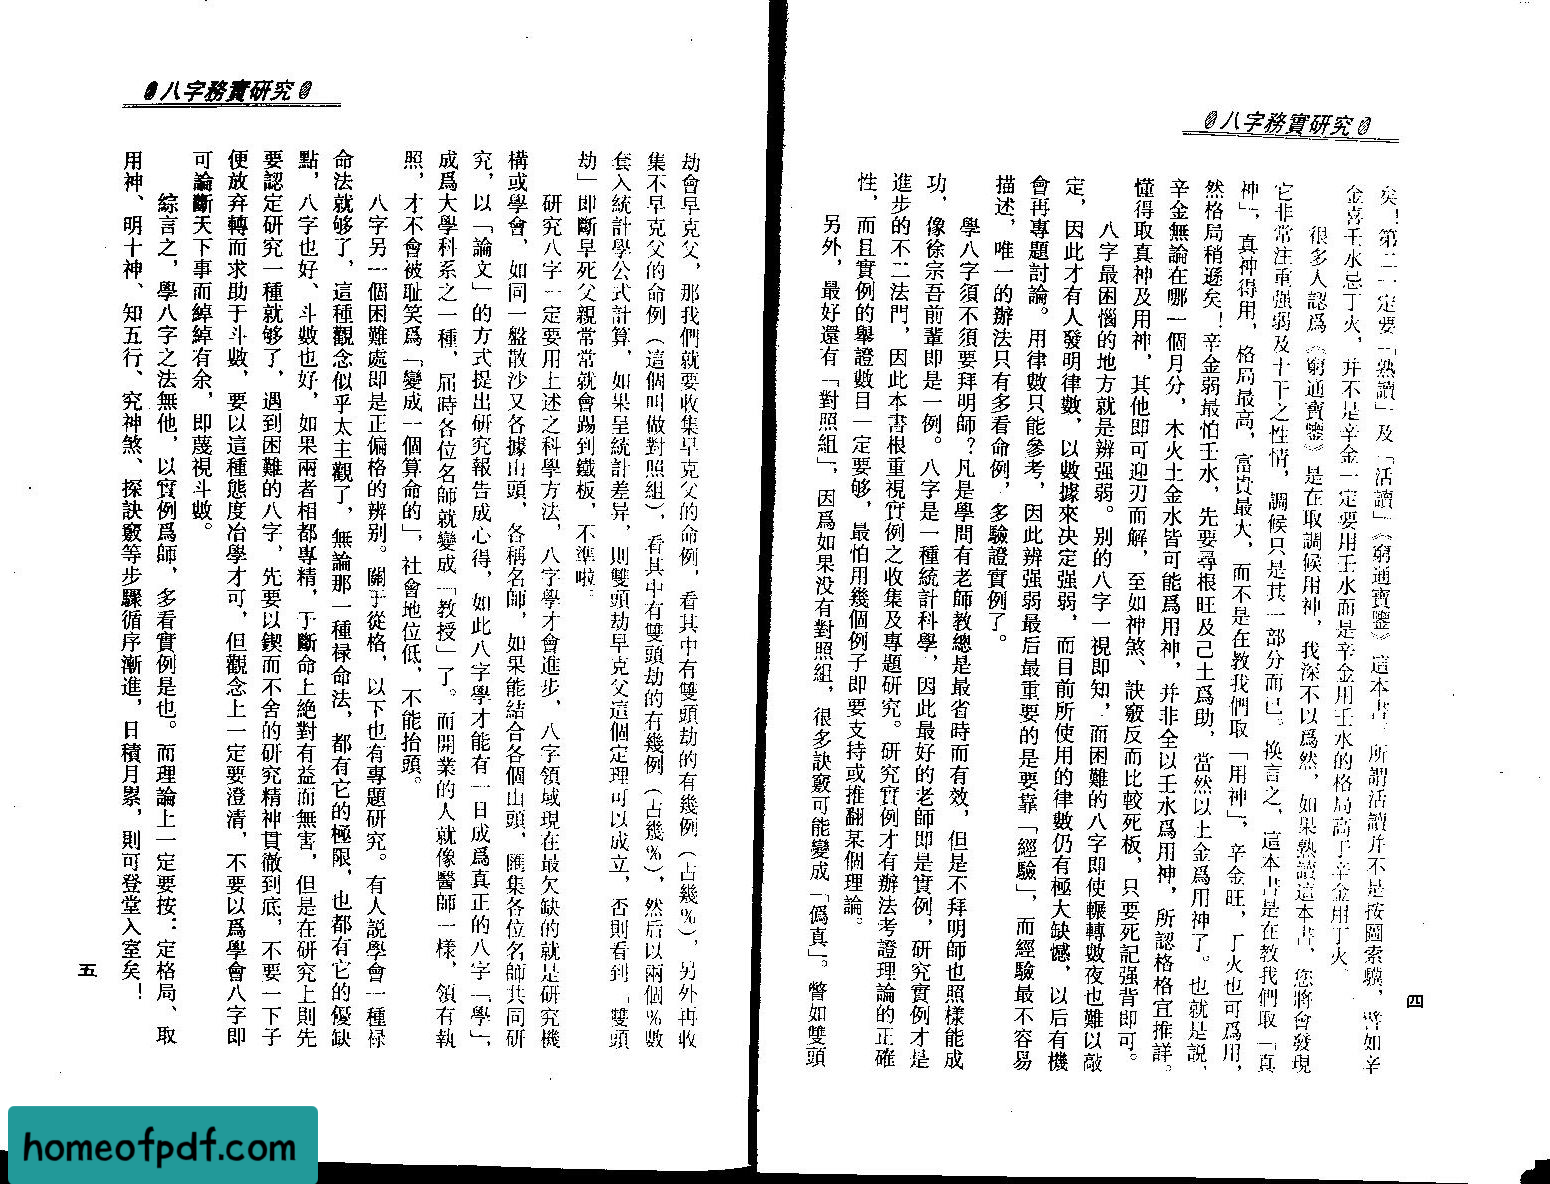 八字務實研究
矣！第二一定要「熟讀」及「活讀」《窮通寶鑒》這本書，所謂活讀并不是按圖索驥，譬如辛
金喜壬水忌丁火，并不是辛金一定要用壬水而是辛金用壬水的格局高于辛金用丁火。
很多人認爲《窮通寶鑒》是在取調候用神，我深不以爲然，如果熟讀這本書，您將會發現
它非常注重强弱及十干之性情，調候只是其一部分而已。换言之，這本書是在教我們取「真
神」，真神得用，格局最高，富貴最大，而不是在教我們取「用神」，辛金旺，丁火也可爲用，
然格局稍遜矣！辛金弱最怕壬水，先要尋根旺及己土爲助，當然以土金爲用神了。也就是説，
辛金無論在哪一個月分，木火土金水皆可能爲用神，并非全以壬水爲用神，所認格格宜推詳。
懂得取真神及用神，其他即可迎刃而解，至如神煞、訣竅反而比較死板，只要死記强背即可。
八字最困惱的地方就是辨强弱。别的八字一視即知，而困難的八字即使輾轉數夜也難以敲
定，因此才有人發明律數，以數據來决定强弱，而目前所使用的律數仍有極大缺憾，以后有機
會再專題討論。用律數只能參考，因此辨强弱最后最重要的是要靠「經驗」，而經驗最不容易
描述，唯一的辦法只有多看命例，多驗證實例了。
學八字須不須要拜明師？凡是學問有老師教總是最省時而有效，但是不拜明師也照樣能成
功，像徐宗吾前輩即是一例。八字是一種統計科學，因此最好的老師即是實例，研究實例才是
進步的不二法門，因此本書根重視實例之收集及專題研究。研究實例才有辦法考證理論的正確
性，而且實例的舉證數目一定要够，最怕用幾個例子即要支持或推翻某個理論。
另外，最好還有「對照組」，因爲如果没有對照組，很多訣竅可能變成「僞真」。譬如雙頭
四
八字務實研究
劫會早克父，那我們就要收集早克父的命例，看其中有雙頭劫的有幾例（占幾％），另外再收
集不早克父的命例（這個叫做對照組），看其中有雙頭劫的有幾例（占幾％），然后以兩個％數
套入統計學公式計算，如果呈統計差异，則雙頭劫早克父這個定理可以成立，否則看到「雙頭
劫」即斷早死父親常常就會踢到鐵板，不準啦。
研究八字一定要用上述之科學方法，八字學才會進步，八字領域現在最欠缺的就是研究機
構或學會，如同一盤散沙又各據山頭，各稱名師，如果能結合各個山頭，匯集各位名師共同研
究，以「論文」的方式提出研究報告成心得，如此八字學才能有一日成爲真正的八字「學」，
成爲大學科系之一種，屆時各位名師就變成「教授」了。而開業的人就像醫師一樣，領有執
照，才不會被耻笑爲「變成一個算命的」，社會地位低，不能抬頭。
八字另一個困難處即是正偏格的辨别。關于從格，以下也有專題研究。有人説學會一種禄
命法就够了，這種觀念似乎太主觀了，無論那一種禄命法，都有它的極限，也都有它的優缺
點，八字也好、斗數也好，如果兩者相都專精，于斷命上絶對有益而無害，但是在研究上則先
要認定研究一種就够了，遇到困難的八字，先要以鍥而不舍的研究精神貫徹到底，不要一下子
便放弃轉而求助于斗數，要以這種態度冶學才可，但觀念上一定要澄清，不要以爲學會八字即
可論斷天下事而綽綽有余，即蔑視斗數。
綜言之，學八字之法無他，以實例爲師，多看實例是也。而理論上一定要按：定格局、取
用神、明十神、知五行、究神煞、探訣竅等步驟循序漸進，日積月累，則可登堂入室矣！
五
homeofpdf.com